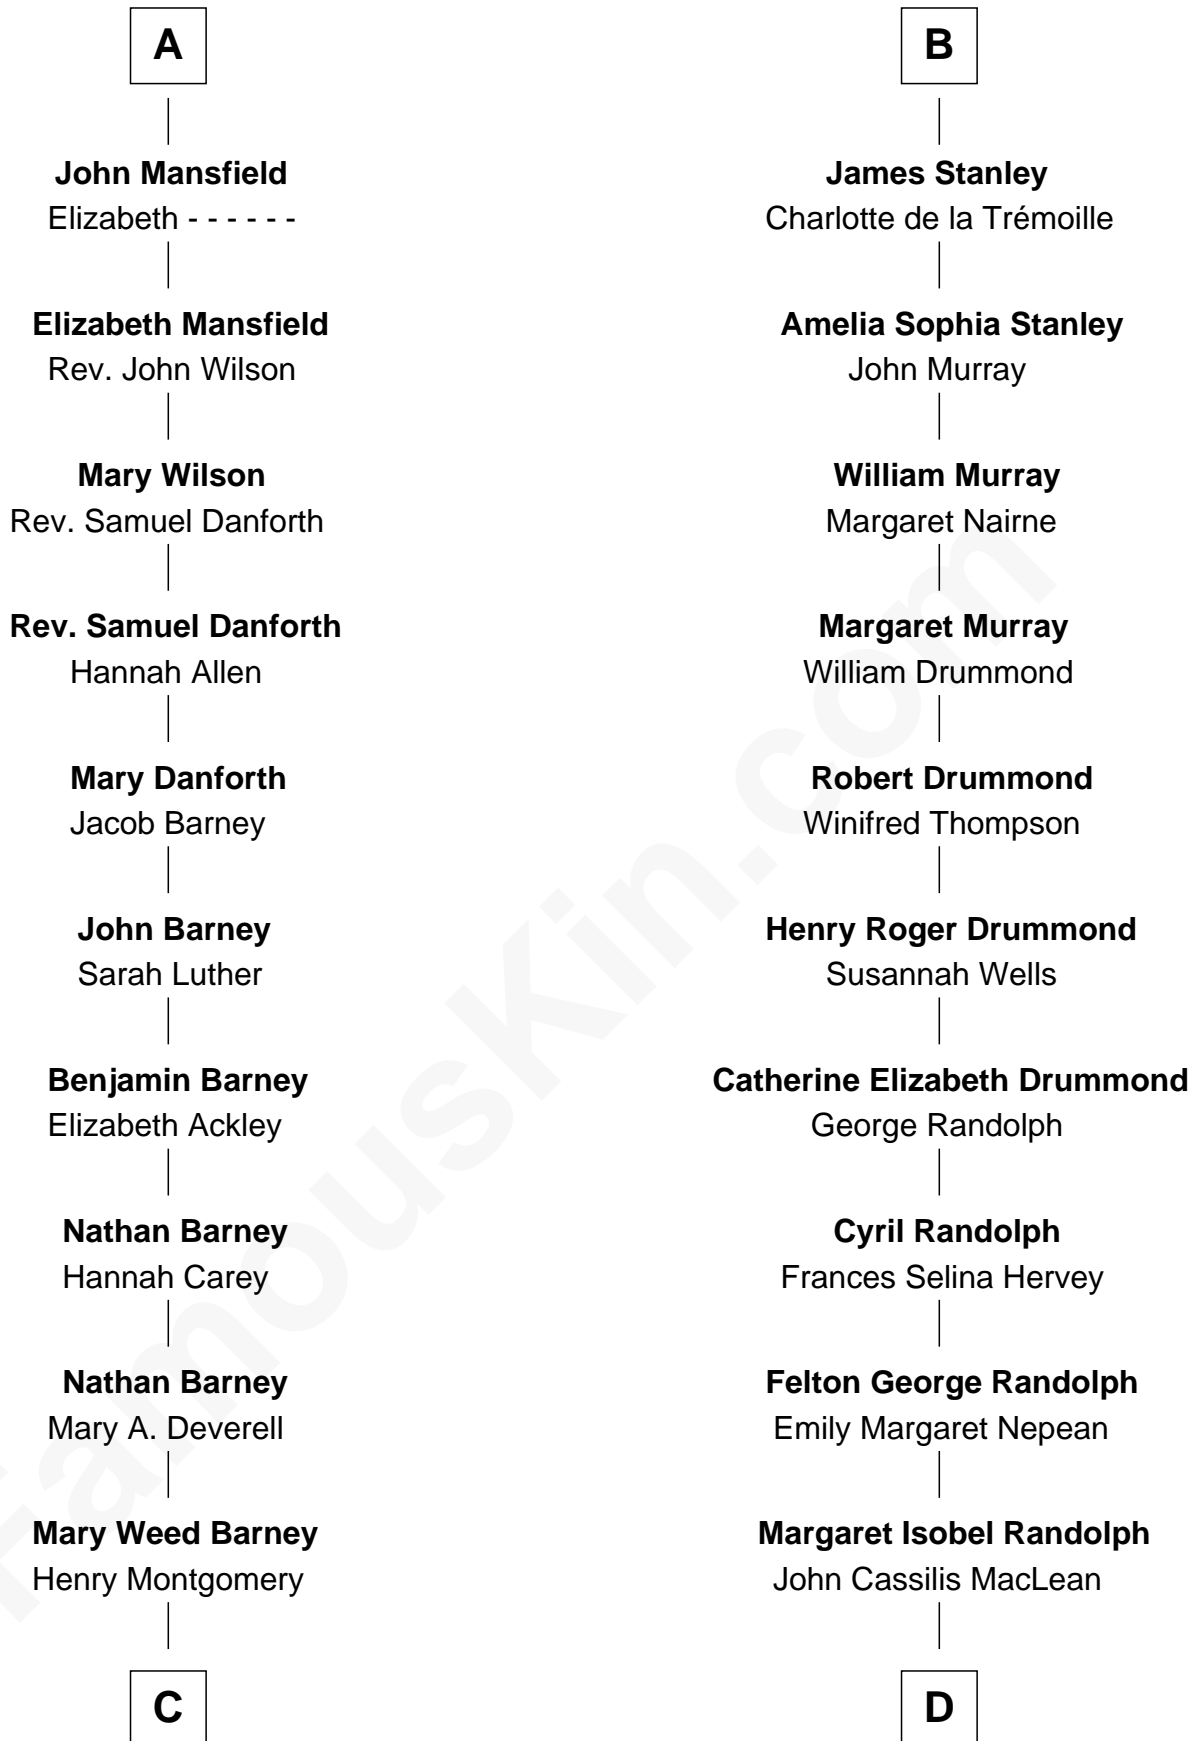 A
John Mansfield
Elizabeth - - - - - -
Elizabeth Mansfield
Rev. John Wilson
Mary Wilson
Rev. Samuel Danforth
Rev. Samuel Danforth
Hannah Allen
Mary Danforth
Jacob Barney
John Barney
Sarah Luther
Benjamin Barney
Elizabeth Ackley
Nathan Barney
Hannah Carey
Nathan Barney
Mary A. Deverell
Mary Weed Barney
Henry Montgomery
C
B
James Stanley
Charlotte de la Trémoille
Amelia Sophia Stanley
John Murray
William Murray
Margaret Nairne
Margaret Murray
William Drummond
Robert Drummond
Winifred Thompson
Henry Roger Drummond
Susannah Wells
Catherine Elizabeth Drummond
George Randolph
Cyril Randolph
Frances Selina Hervey
Felton George Randolph
Emily Margaret Nepean
Margaret Isobel Randolph
John Cassilis MacLean
D
FamousKin.com